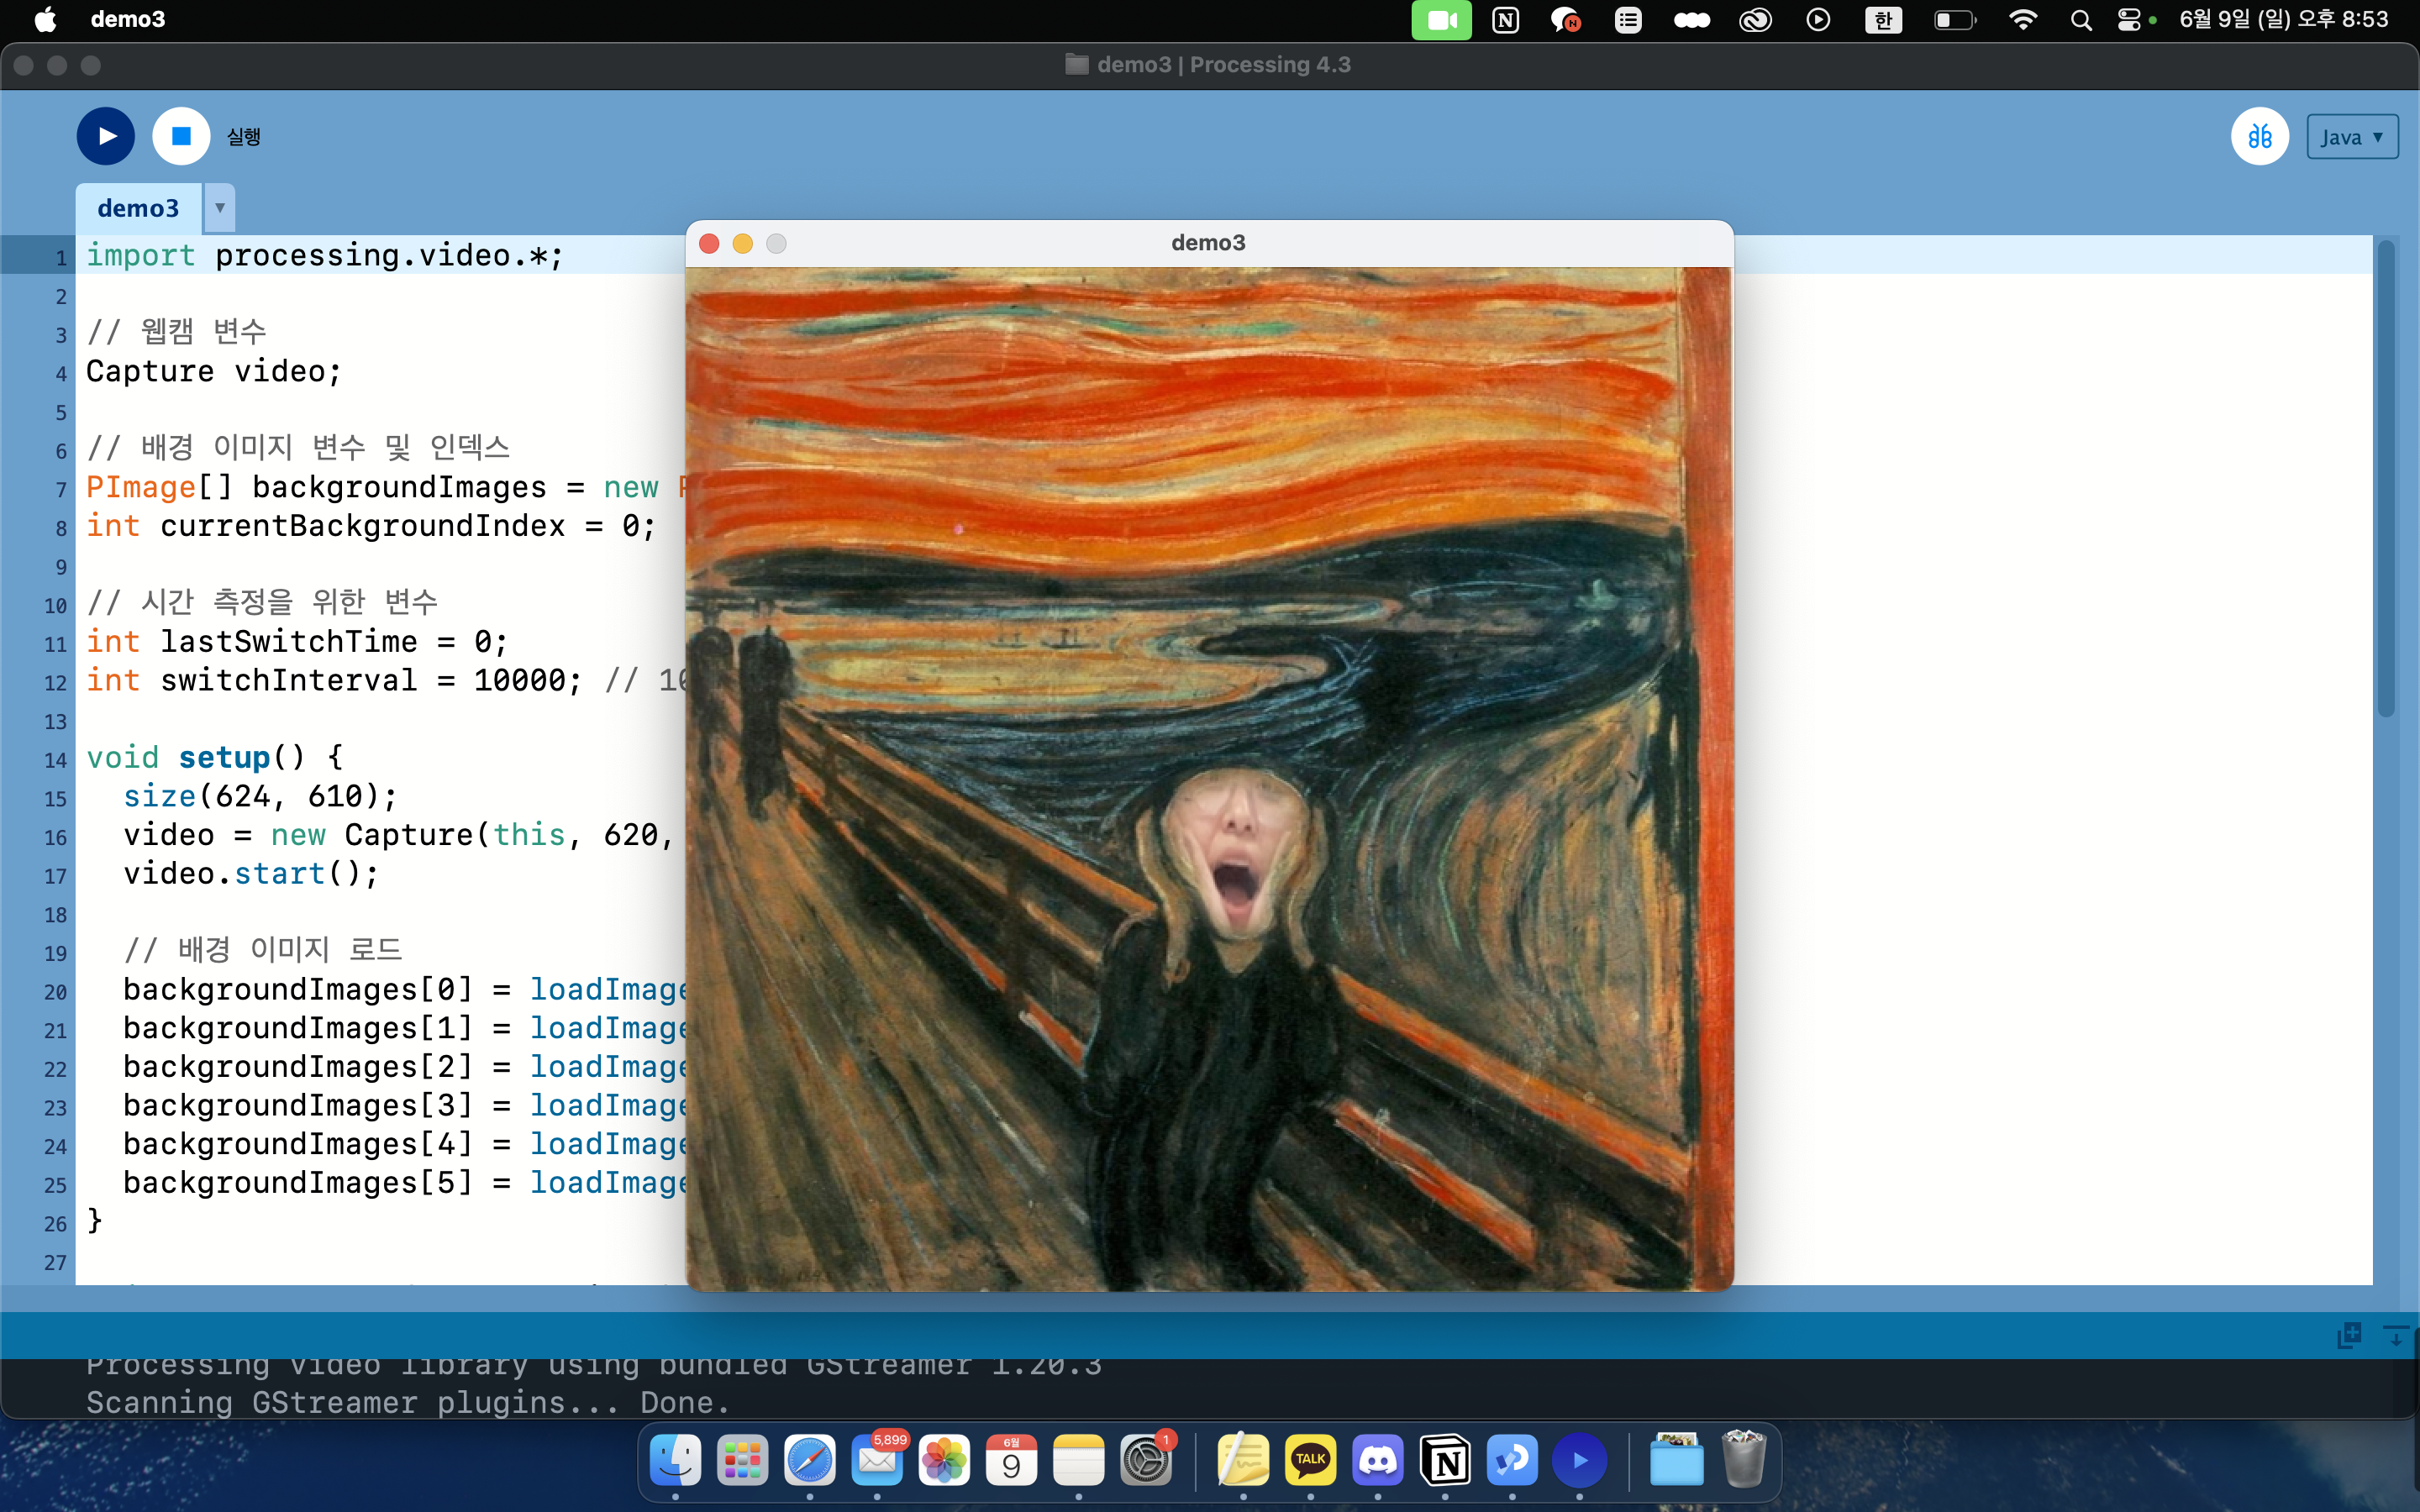 demo3
6월 9일 (일) 오후 8:53
demo3 | Processing 4.3
실행
Java ▼
demo3
demo3
1 import processing.video.*;
2
3 // 웹캠 변수
4 Capture video;
5
6 // 배경 이미지 변수 및 인덱스
7 PImage[] backgroundImages = new
8 int currentBackgroundIndex = 0;
9
10 // 시간 측정을 위한 변수
11 int lastSwitchTime = 0;
12 int switchInterval = 10000; // 10
13
14 void setup() {
15 size(624, 610);
16 video = new Capture(this, 620,
17 video.start();
18
19 // 배경 이미지 로드
20 backgroundImages[0] = loadImage
21 backgroundImages[1] = loadImage
22 backgroundImages[2] = loadImage
23 backgroundImages[3] = loadImage
24 backgroundImages[4] = loadImage
25 backgroundImages[5] = loadImage
26 }
27
Processing video library using bundled GStreamer 1.20.3
Scanning GStreamer plugins... Done.
5,899
6월
9
1
TALK